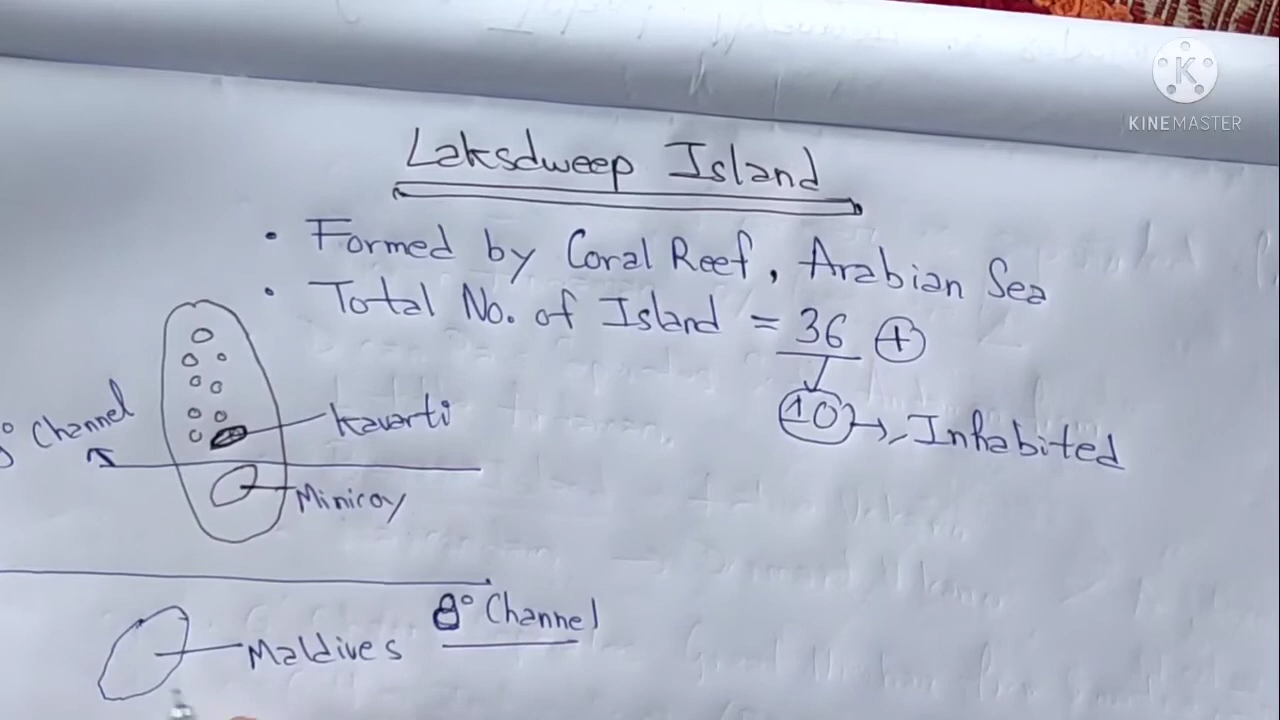 KINEMASTER
Laksdweep Island
• Formed by Coral Reef, Arabian Sea
• Total No. of Island = 36 +
10 → Inhabited
° Channel
Kavarti
Minicoy
8° Channel
Maldives